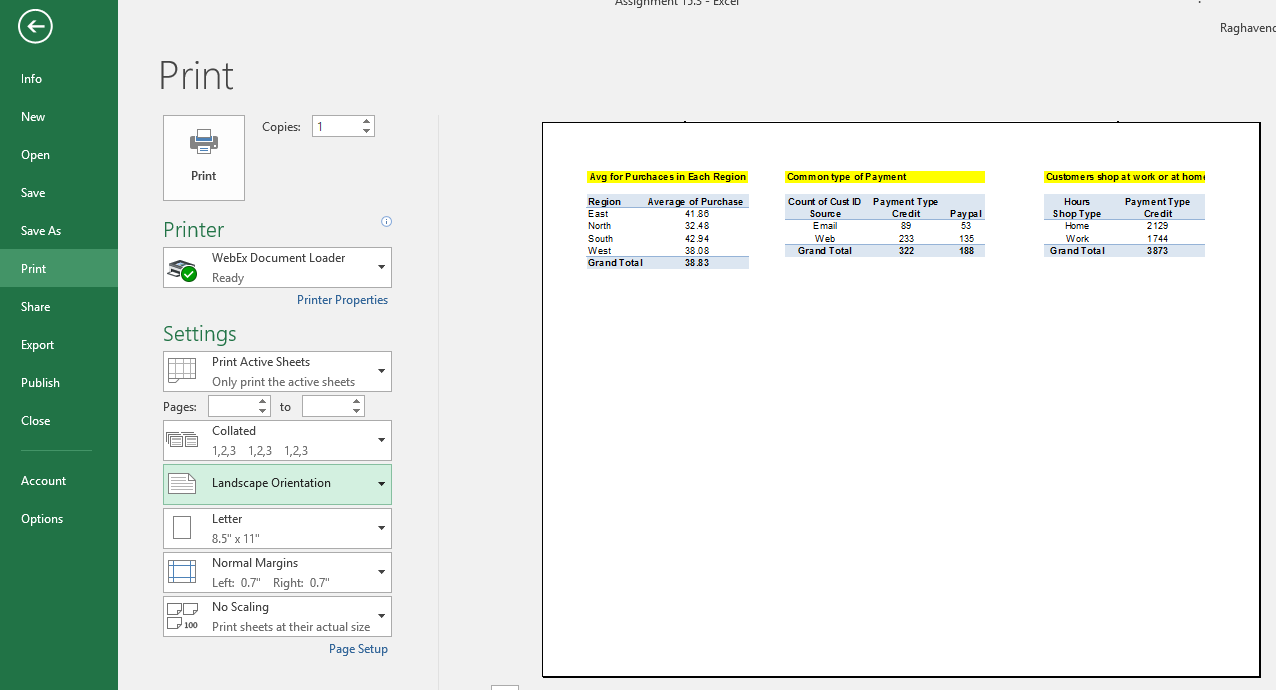 Assignment 15.3 - Excel
Raghavend
Info
New
Open
Save
Save As
Print
Share
Export
Publish
Close
Account
Options
Print
Print
Copies: 1
Printer
WebEx Document Loader
Ready
Printer Properties
Settings
Print Active Sheets
Only print the active sheets
Pages: to
Collated
1,2,3 1,2,3 1,2,3
Landscape Orientation
Letter
8.5" x 11"
Normal Margins
Left: 0.7" Right: 0.7"
No Scaling
Print sheets at their actual size
100
Page Setup
Avg for Purchaces in Each Region
Region Average of Purchase
East 41.86
North 32.48
South 42.94
West 38.08
Grand Total 38.83
Common type of Payment
Count of Cust ID Payment Type
Source Credit Paypal
Email 89 53
Web 233 135
Grand Total 322 188
Customers shop at work or at home
Hours Payment Type
Shop Type Credit
Home 2129
Work 1744
Grand Total 3873